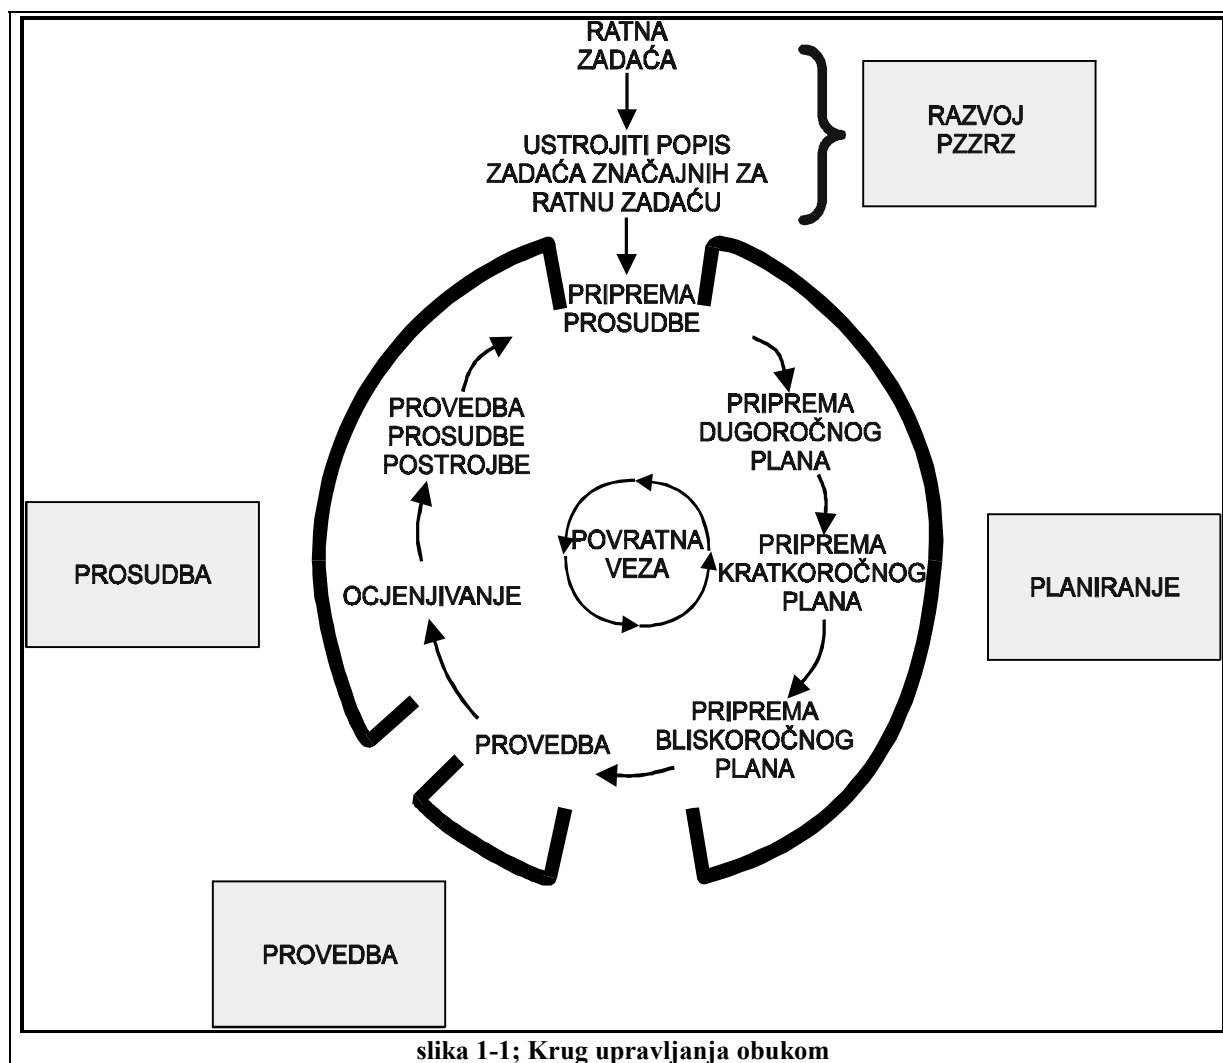 RATNA
ZADAĆA
RAZVOJ
PZZRZ
USTROJITI POPIS
ZADAĆA ZNAČAJNIH ZA
RATNU ZADAĆU
PRIPREMA
PROSUDBE
PROVEDBA
PROSUDBE
POSTROJBE
PRIPREMA
DUGOROČNOG
PLANA
POVRATNA
VEZA
PRIPREMA
KRATKOROČNOG
PLANA
PROSUDBA
OCJENJIVANJE
PLANIRANJE
PROVEDBA
PRIPREMA
BLISKOROČNOG
PLANA
PROVEDBA
slika 1-1; Krug upravljanja obukom